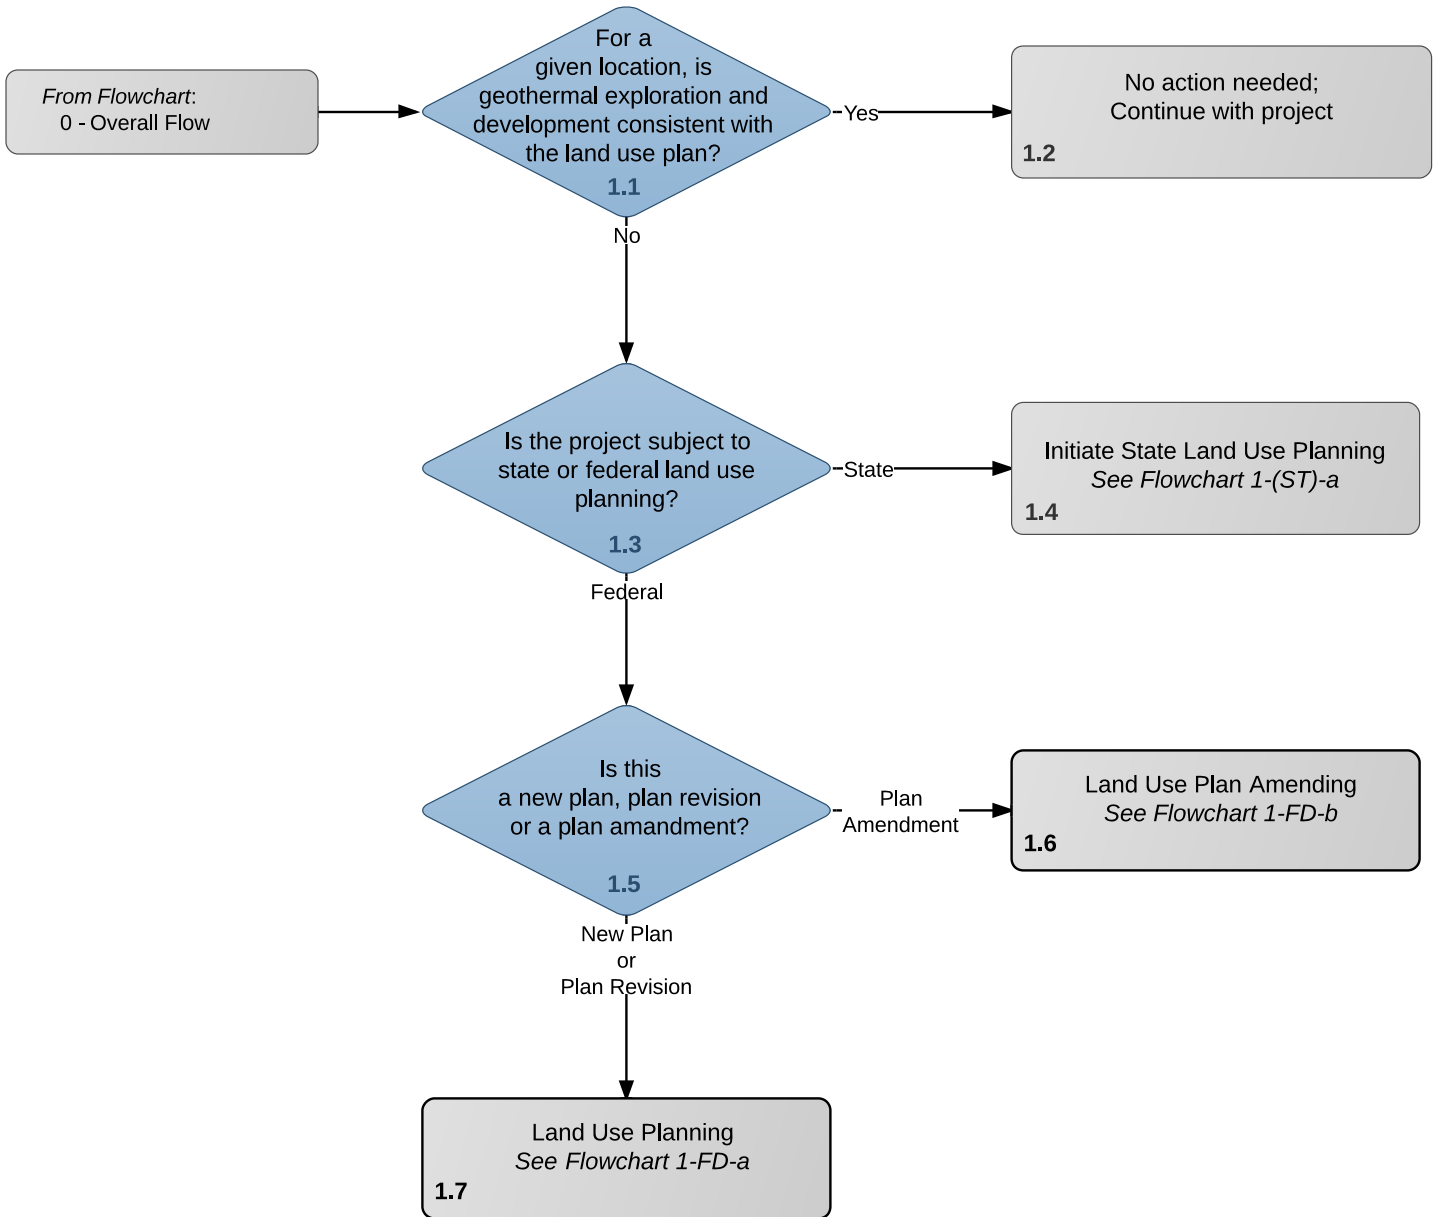 From Flowchart:
0 - Overall Flow
For a
given location, is
geothermal exploration and
development consistent with
the land use plan?
1.1
Yes
No action needed;
Continue with project
1.2
No
Is the project subject to
state or federal land use
planning?
1.3
State
Initiate State Land Use Planning
See Flowchart 1-(ST)-a
1.4
Federal
Is this
a new plan, plan revision
or a plan amandment?
1.5
Plan
Amendment
Land Use Plan Amending
See Flowchart 1-FD-b
1.6
New Plan
or
Plan Revision
Land Use Planning
See Flowchart 1-FD-a
1.7